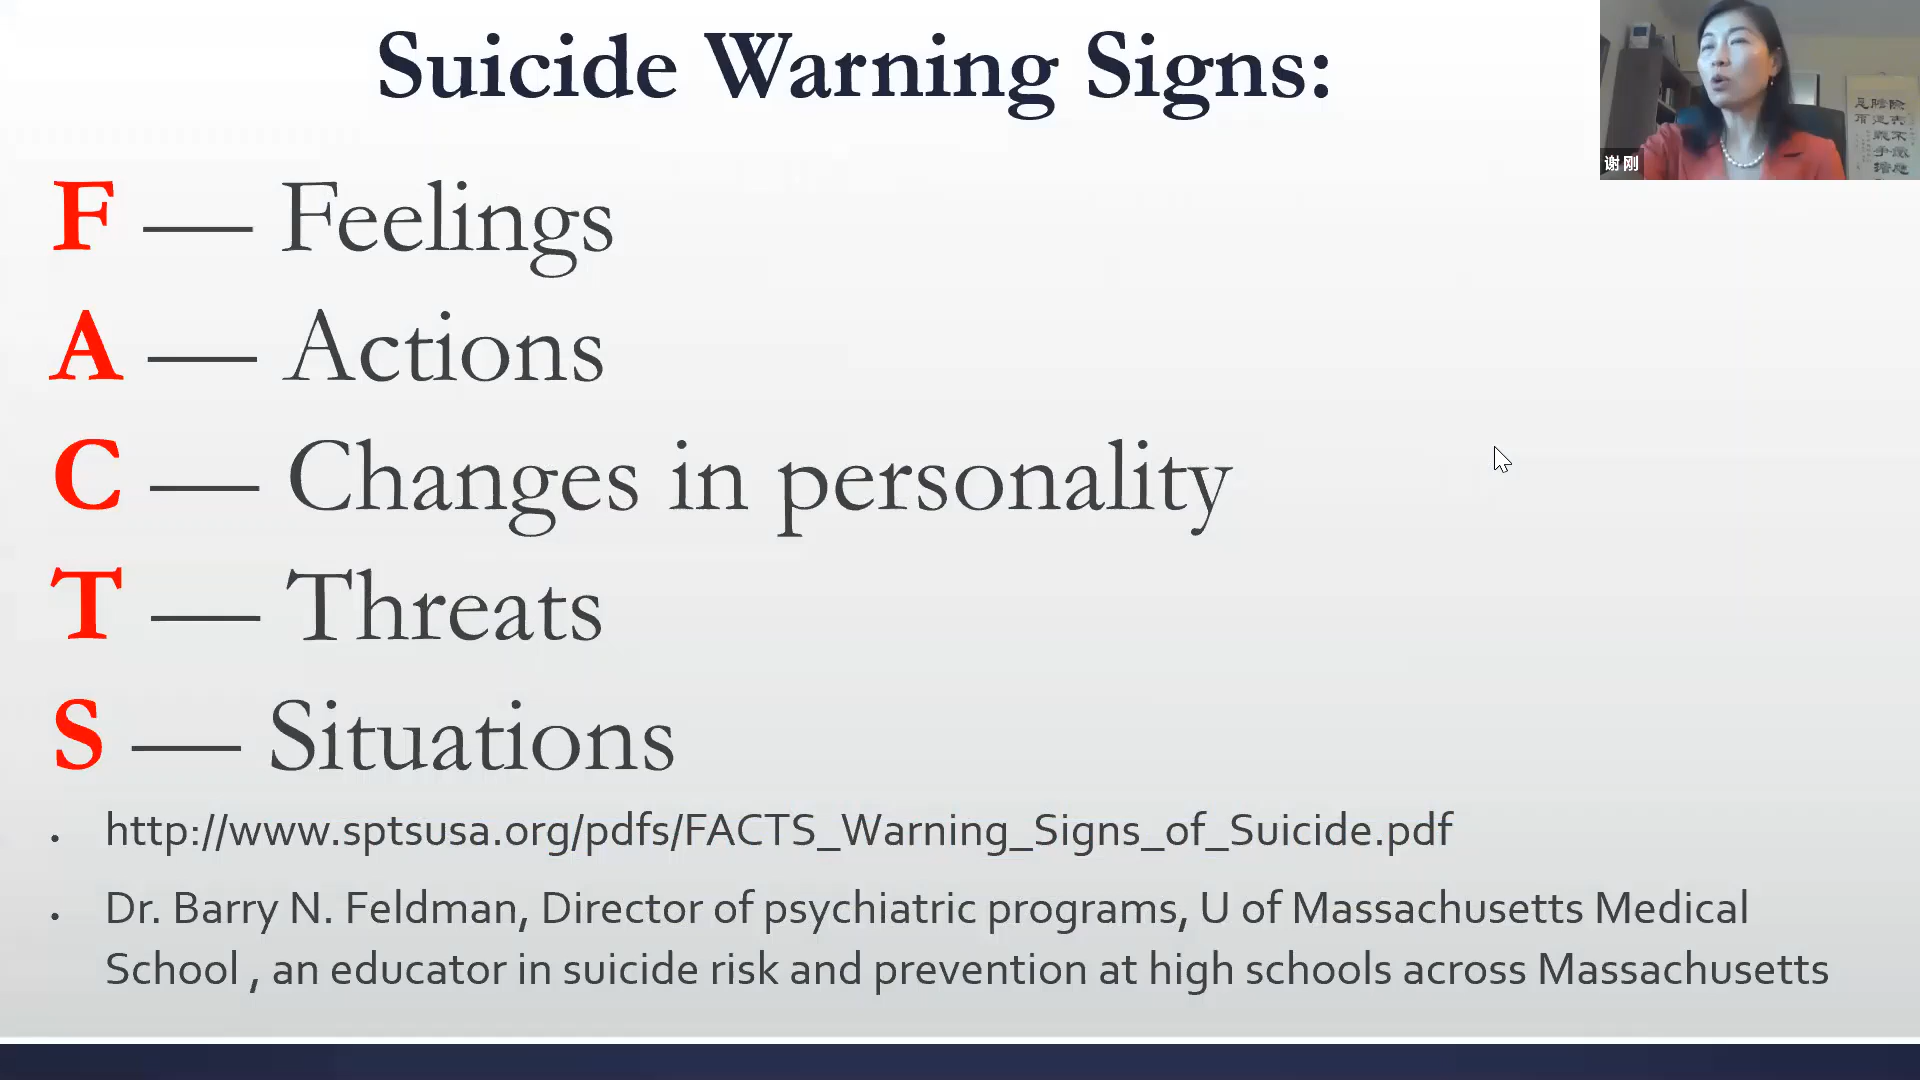 Suicide Warning Signs:
F — Feelings
A — Actions
C — Changes in personality
T — Threats
S — Situations
• http://www.sptsusa.org/pdfs/FACTS_Warning_Signs_of_Suicide.pdf
• Dr. Barry N. Feldman, Director of psychiatric programs, U of Massachusetts Medical
School , an educator in suicide risk and prevention at high schools across Massachusetts
谢刚